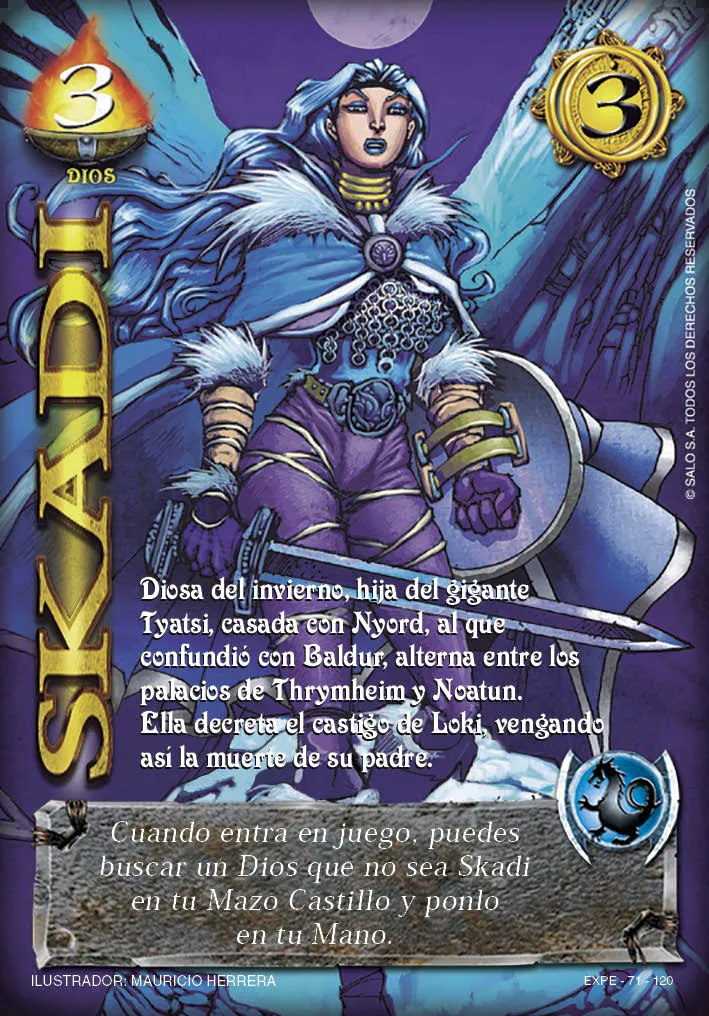 3
DIOS
3
SKADI
© SALO S.A. TODOS LOS DERECHOS RESERVADOS
Diosa del invierno, hija del gigante
Tyatsi, casada con Nyord, al que
confundió con Baldur, alterna entre los
palacios de Thrymheim y Noatun.
Ella decreta el castigo de Loki, vengando
así la muerte de su padre.
Cuando entra en juego, puedes
buscar un Dios que no sea Skadi
en tu Mazo Castillo y ponlo
en tu Mano.
ILUSTRADOR: MAURICIO HERRERA
EXPE - 71 - 120